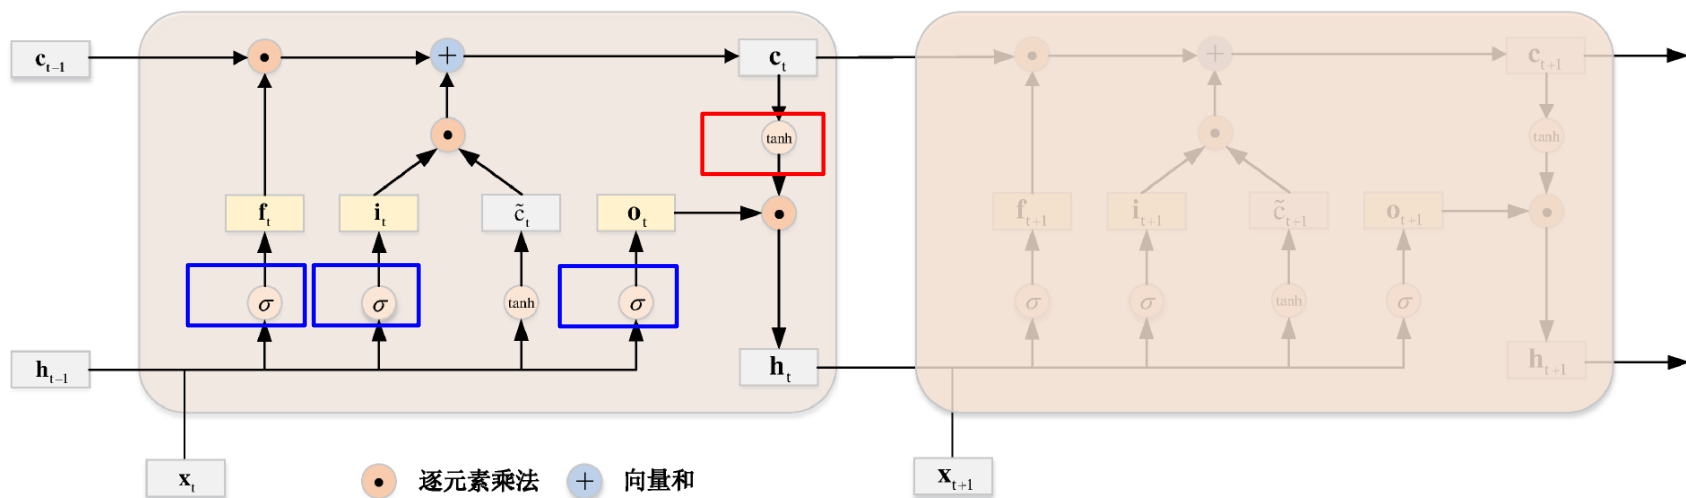 c_{t-1} c_t c_{t+1}
tanh tanh
f_t i_t c̃_t o_t f_{t+1} i_{t+1} c̃_{t+1} o_{t+1}
σ σ tanh σ σ σ tanh σ
h_{t-1} h_t h_{t+1}
x_t 逐元素乘法 向量和 x_{t+1}